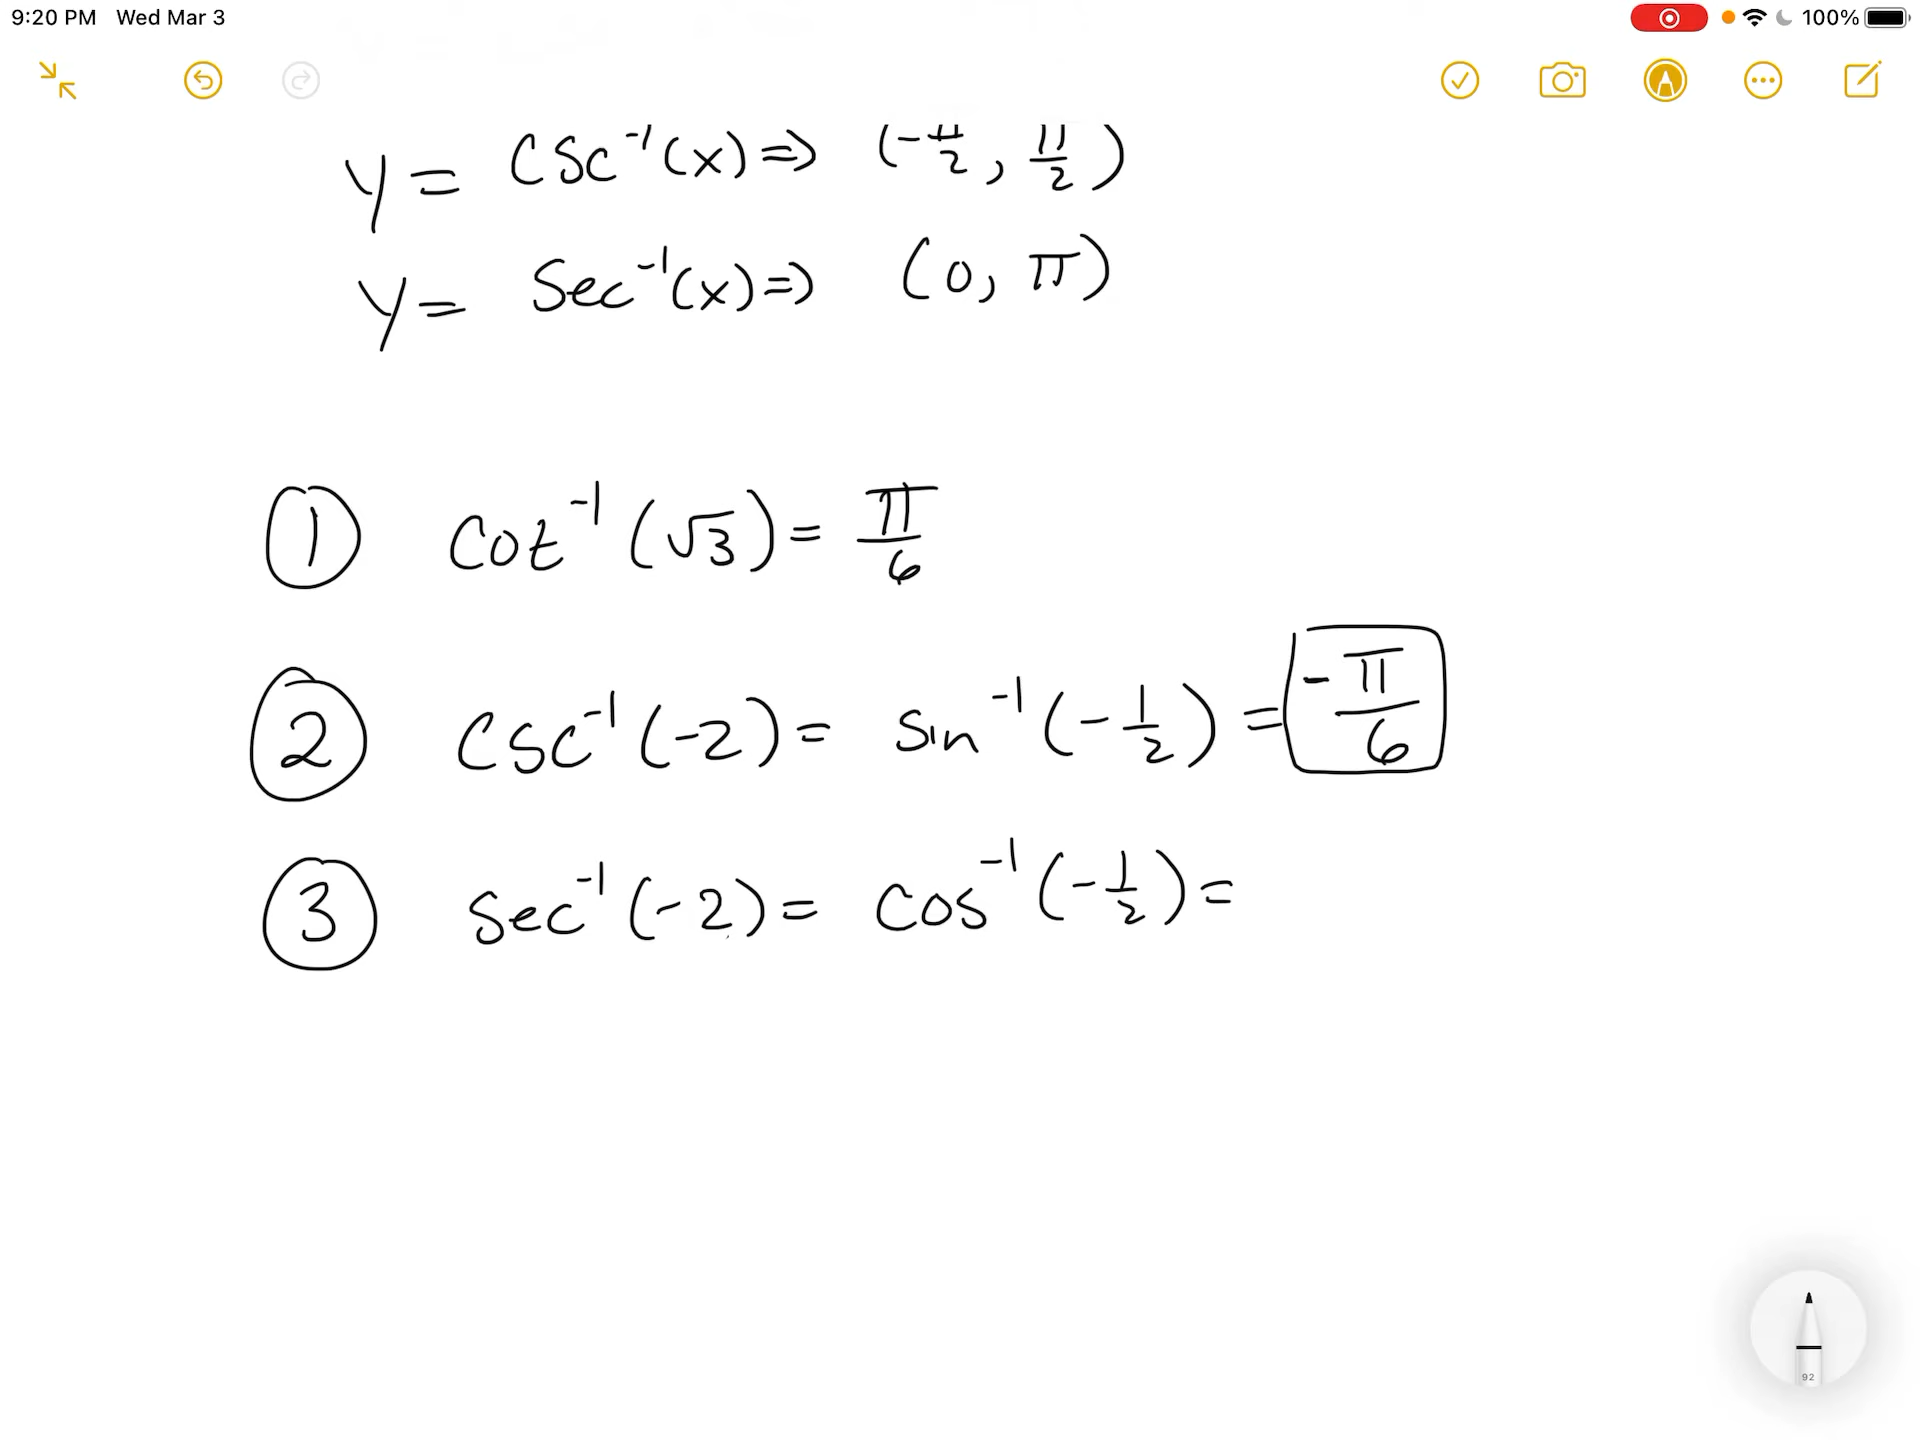 9:20 PM Wed Mar 3 100%
y = csc⁻¹(x) ⇒ (-π/2, π/2)
y = sec⁻¹(x) ⇒ (0, π)
① cot⁻¹(√3) = π/6
② csc⁻¹(-2) = sin⁻¹(-1/2) = -π/6
③ sec⁻¹(-2) = cos⁻¹(-1/2) =
92